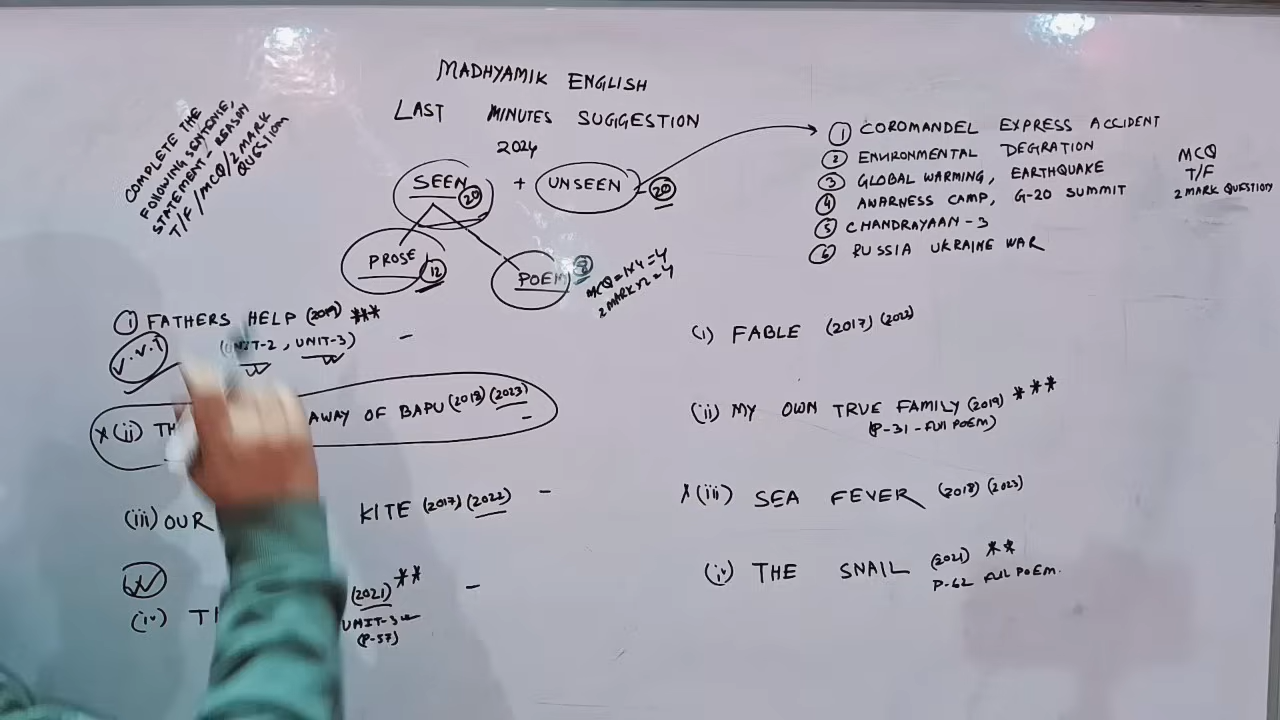 MADHYAMIK ENGLISH
LAST MINUTES SUGGESTION
2024
COMPLETE THE
FOLLOWING SENTENCE,
STATEMENT - REASON
T/F/MCQ/2 MARK
QUESTION
SEEN 20 + UNSEEN 20
PROSE 12
POEM 8
MCQ = 1x4 = 4
2 MARK x 2 = 4
1 COROMANDEL EXPRESS ACCIDENT
2 ENVIRONMENTAL DEGRATION
3 GLOBAL WARMING, EARTHQUAKE
4 AWARNESS CAMP, G-20 SUMMIT
5 CHANDRAYAAN - 3
6 RUSSIA UKRAINE WAR
MCQ
T/F
2 MARK QUESTION
(i) FATHERS HELP (2019) ***
V.V.I (UNIT-2, UNIT-3) -
x (ii) TH AWAY OF BAPU (2018) (2023) -
(iii) OUR KITE (2017) (2022) -
(iv) (2021) ** -
UNIT-3
(P-57)
(i) FABLE (2017) (2022)
(ii) MY OWN TRUE FAMILY (2019) ***
(P-31 - FULL POEM)
x (iii) SEA FEVER (2018) (2023)
(iv) THE SNAIL (2021) **
P-62 FULL POEM.